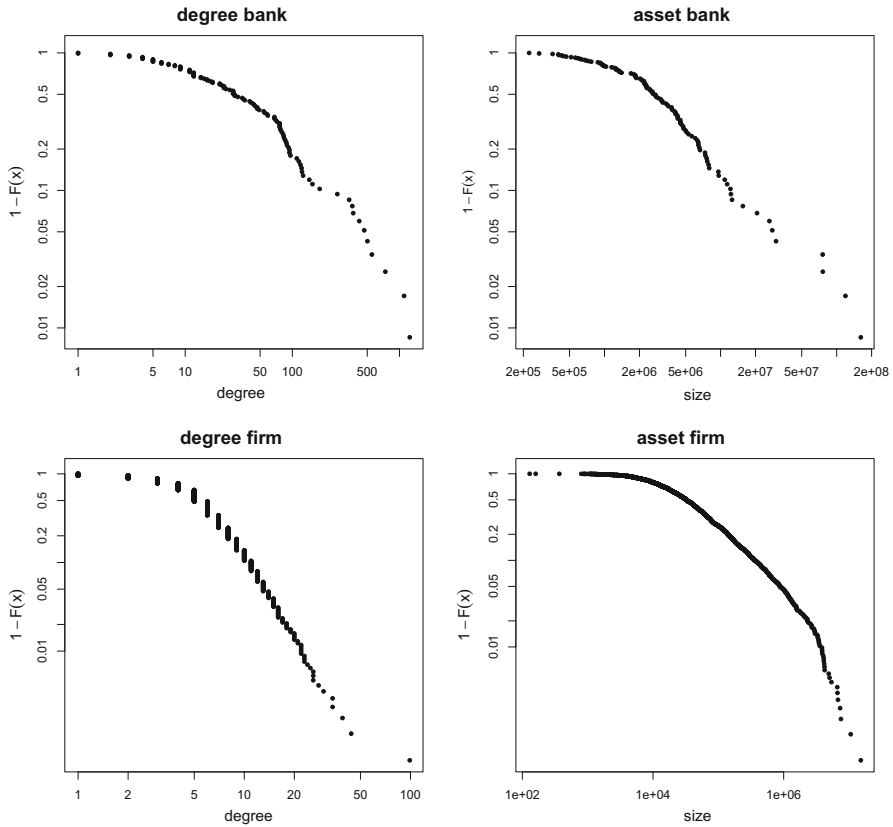 degree bank
1 − F(x)
1
0.5
0.2
0.1
0.05
0.02
0.01
1 5 10 50 100 500
degree
asset bank
1 − F(x)
1
0.5
0.2
0.1
0.05
0.02
0.01
2e+05 5e+05 2e+06 5e+06 2e+07 5e+07 2e+08
size
degree firm
1 − F(x)
1
0.5
0.2
0.05
0.01
1 2 5 10 20 50 100
degree
asset firm
1 − F(x)
1
0.5
0.2
0.05
0.01
1e+02 1e+04 1e+06
size